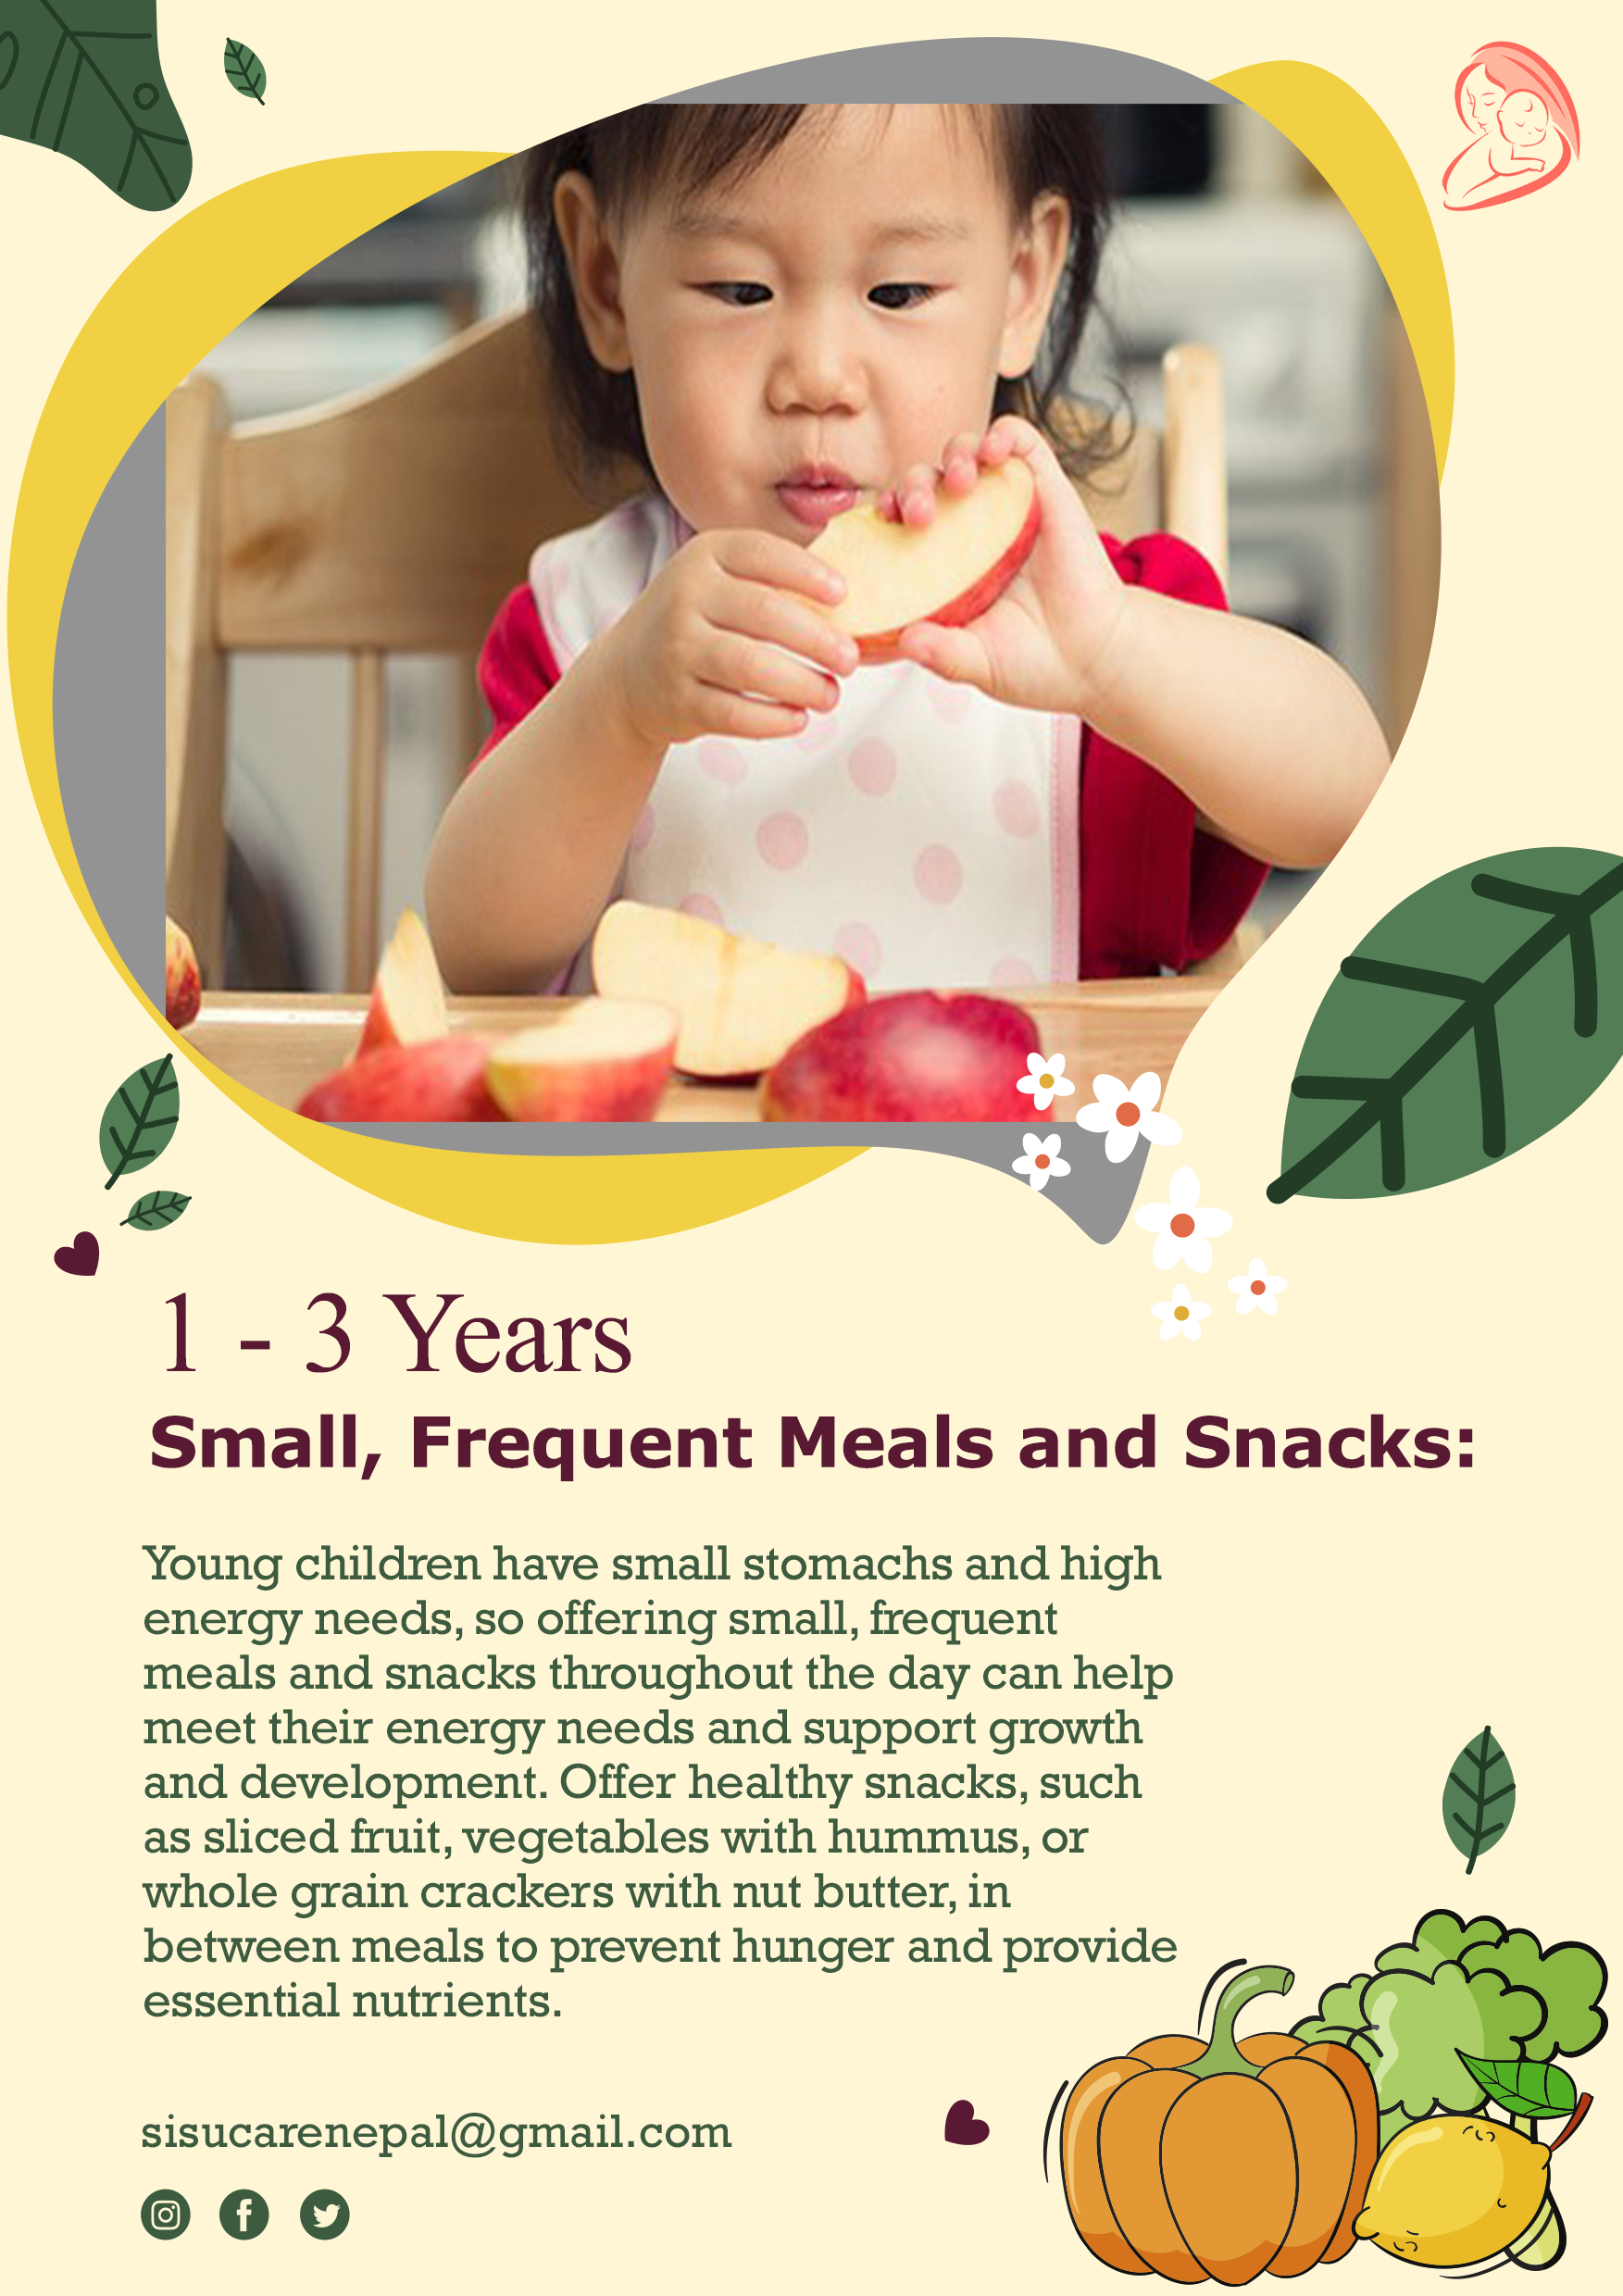 1 - 3 Years
Small, Frequent Meals and Snacks:
Young children have small stomachs and high
energy needs, so offering small, frequent
meals and snacks throughout the day can help
meet their energy needs and support growth
and development. Offer healthy snacks, such
as sliced fruit, vegetables with hummus, or
whole grain crackers with nut butter, in
between meals to prevent hunger and provide
essential nutrients.
sisucarenepal@gmail.com